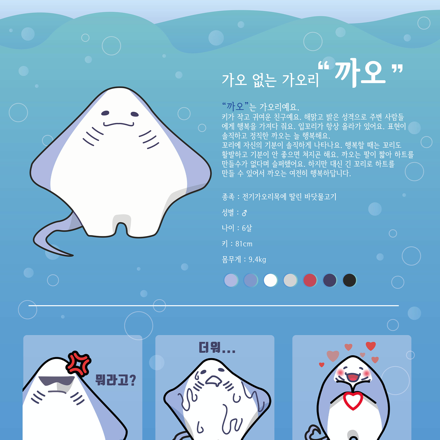 가오 없는 가오리 “까오”
“까오”는 가오리예요.
키가 작고 귀여운 친구예요. 해맑고 밝은 성격으로 주변 사람들
에게 행복을 가져다 줘요. 입꼬리가 항상 올라가 있어요. 표현이
솔직하고 정직한 까오는 늘 행복해요.
꼬리에 자신의 기분이 솔직하게 나타나요. 행복할 때는 꼬리도
활발하고 기분이 안 좋으면 쳐지곤 해요. 까오는 팔이 짧아 하트를
만들수가 없다며 슬퍼했어요. 하지만 대신 긴 꼬리로 하트를
만들 수 있어서 까오는 여전히 행복하답니다.
종족 : 전기가오리목에 딸린 바닷물고기
성별 : ♂
나이 : 6살
키 : 81cm
몸무게 : 9.4kg
뭐라고?
더워...